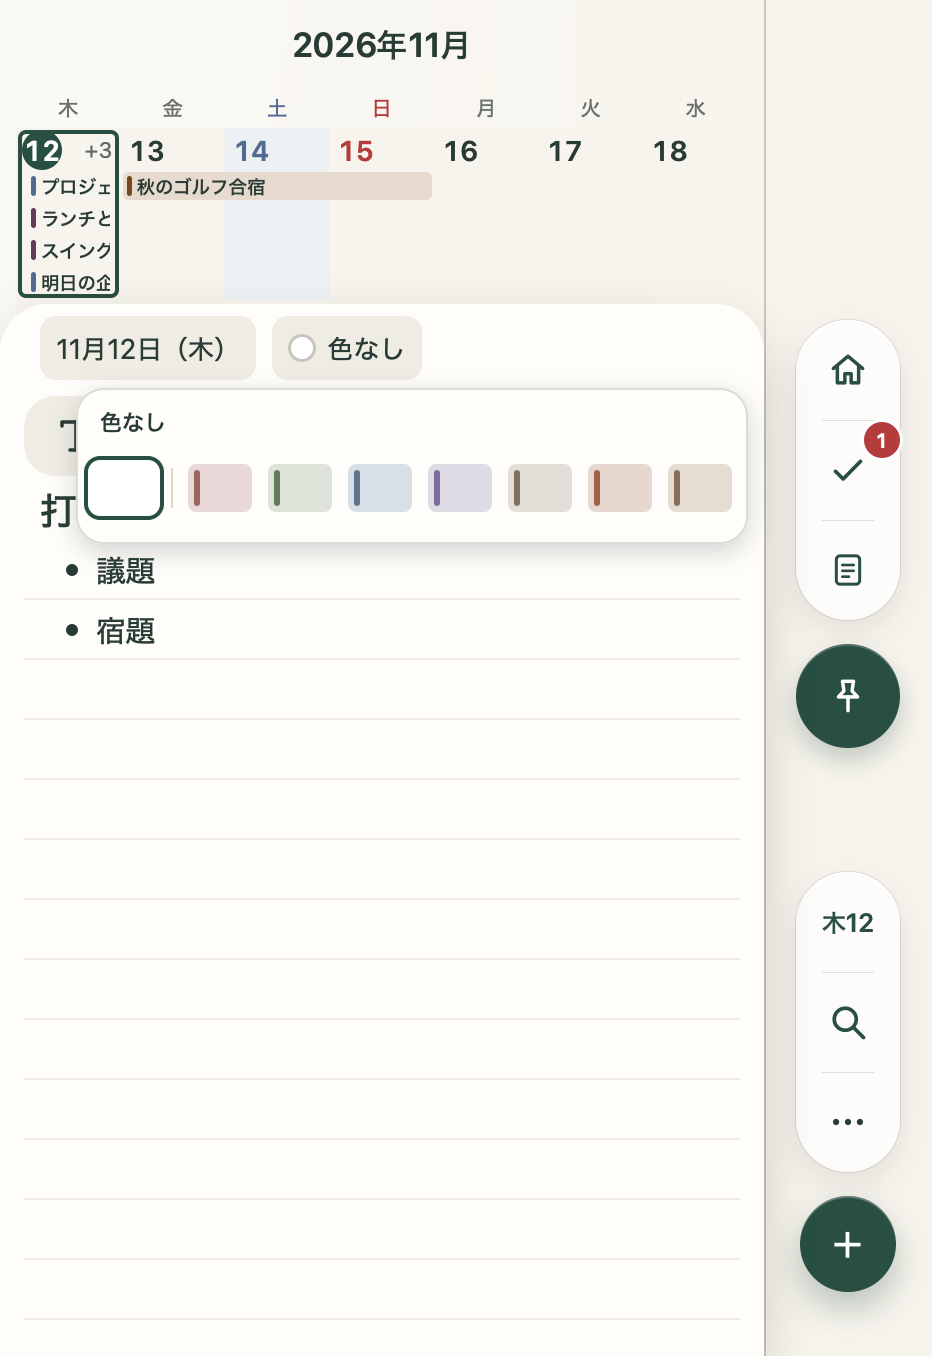 2026年11月
木 金 土 日 月 火 水
12 +3 13 14 15 16 17 18
プロジェ 秋のゴルフ合宿
ランチと
スイング
明日の企
11月12日（木） 色なし
色なし
打
• 議題
• 宿題
1
木12